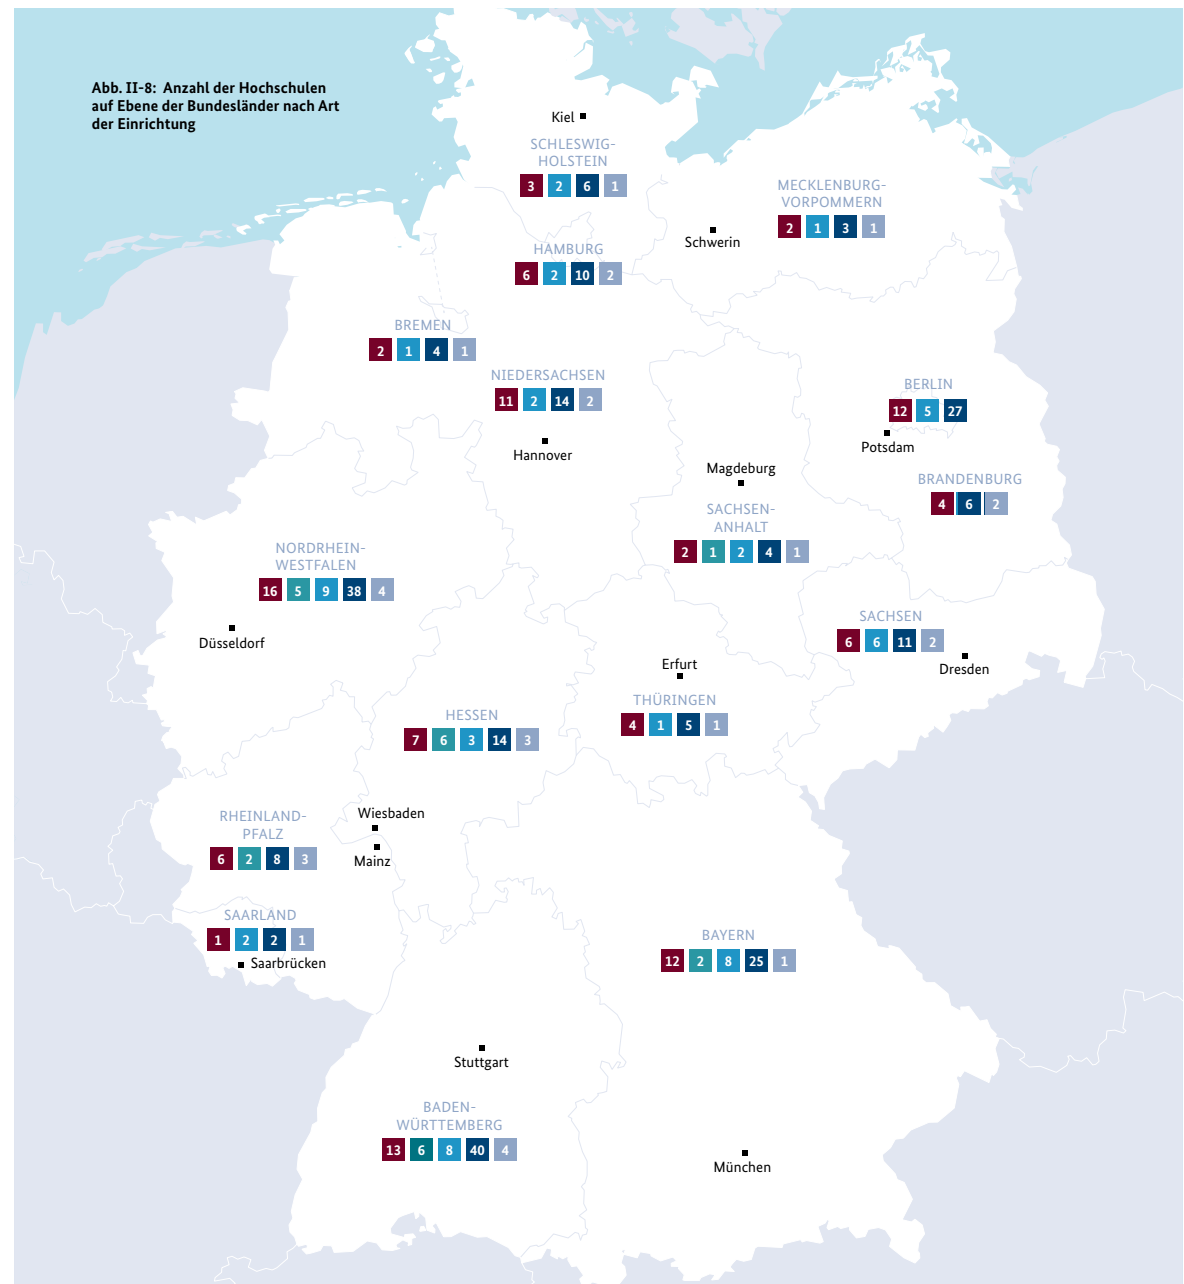 Abb. II-8: Anzahl der Hochschulen
auf Ebene der Bundesländer nach Art
der Einrichtung
Kiel
SCHLESWIG-
HOLSTEIN
3 2 6 1
MECKLENBURG-
VORPOMMERN
2 1 3 1
Schwerin
HAMBURG
6 2 10 2
BREMEN
2 1 4 1
NIEDERSACHSEN
11 2 14 2
Hannover
BERLIN
12 5 27
Potsdam
BRANDENBURG
4 6 2
Magdeburg
SACHSEN-
ANHALT
2 1 2 4 1
NORDRHEIN-
WESTFALEN
16 5 9 38 4
Düsseldorf
SACHSEN
6 6 11 2
Dresden
Erfurt
THÜRINGEN
4 1 5 1
HESSEN
7 6 3 14 3
Wiesbaden
Mainz
RHEINLAND-
PFALZ
6 2 8 3
SAARLAND
1 2 2 1
Saarbrücken
BAYERN
12 2 8 25 1
Stuttgart
BADEN-
WÜRTTEMBERG
13 6 8 40 4
München